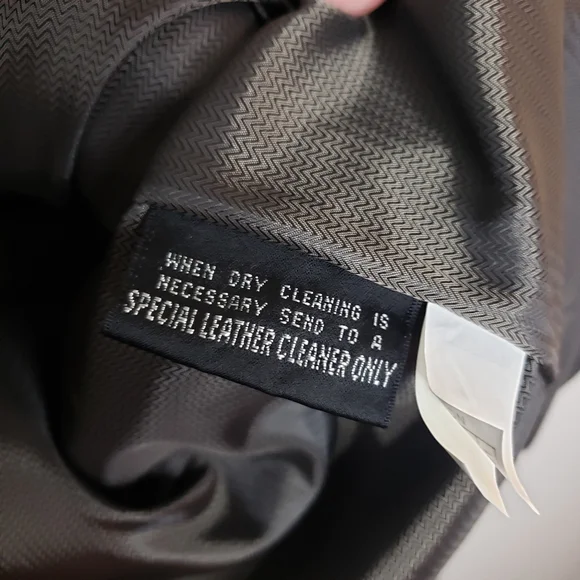 WHEN DRY CLEANING IS
NECESSARY SEND TO A
SPECIAL LEATHER CLEANER ONLY